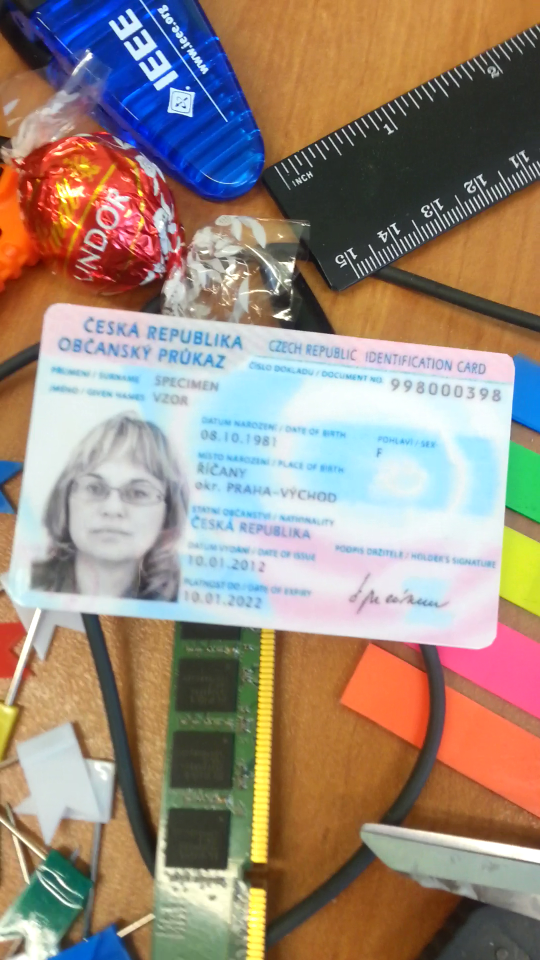 IEEE
www.ieee.org
INCH
1
2
15
14
13
12
11
LINDOR
ČESKÁ REPUBLIKA
OBČANSKÝ PRŮKAZ
CZECH REPUBLIC IDENTIFICATION CARD
ČÍSLO DOKLADU / DOCUMENT NO. 998000398
PŘÍJMENÍ / SURNAME SPECIMEN
JMÉNO / GIVEN NAMES VZOR
DATUM NAROZENÍ / DATE OF BIRTH
08.10.1981
POHLAVÍ / SEX
F
MÍSTO NAROZENÍ / PLACE OF BIRTH
ŘÍČANY
okr. PRAHA-VÝCHOD
STÁTNÍ OBČANSTVÍ / NATIONALITY
ČESKÁ REPUBLIKA
DATUM VYDÁNÍ / DATE OF ISSUE
10.01.2012
PODPIS DRŽITELE / HOLDER'S SIGNATURE
PLATNOST DO / DATE OF EXPIRY
10.01.2022
Specimen